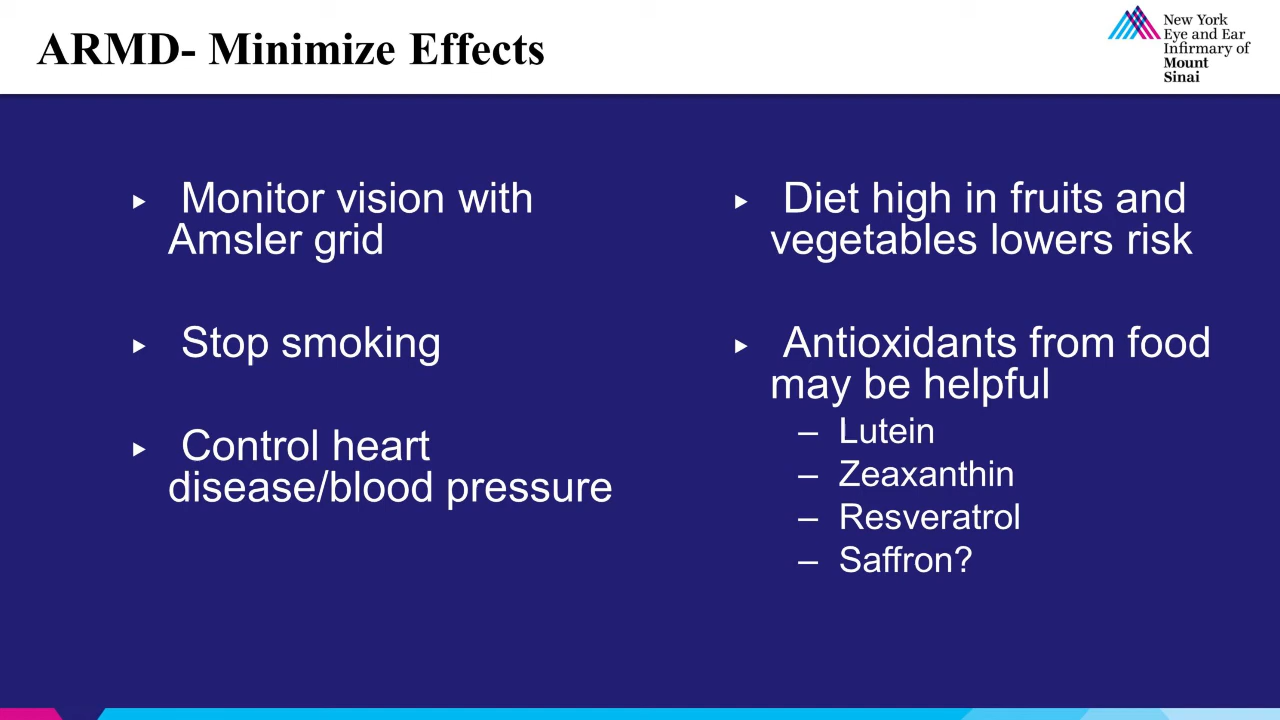 ARMD- Minimize Effects
New York
Eye and Ear
Infirmary of
Mount
Sinai
▸ Monitor vision with
Amsler grid
▸ Stop smoking
▸ Control heart
disease/blood pressure
▸ Diet high in fruits and
vegetables lowers risk
▸ Antioxidants from food
may be helpful
– Lutein
– Zeaxanthin
– Resveratrol
– Saffron?